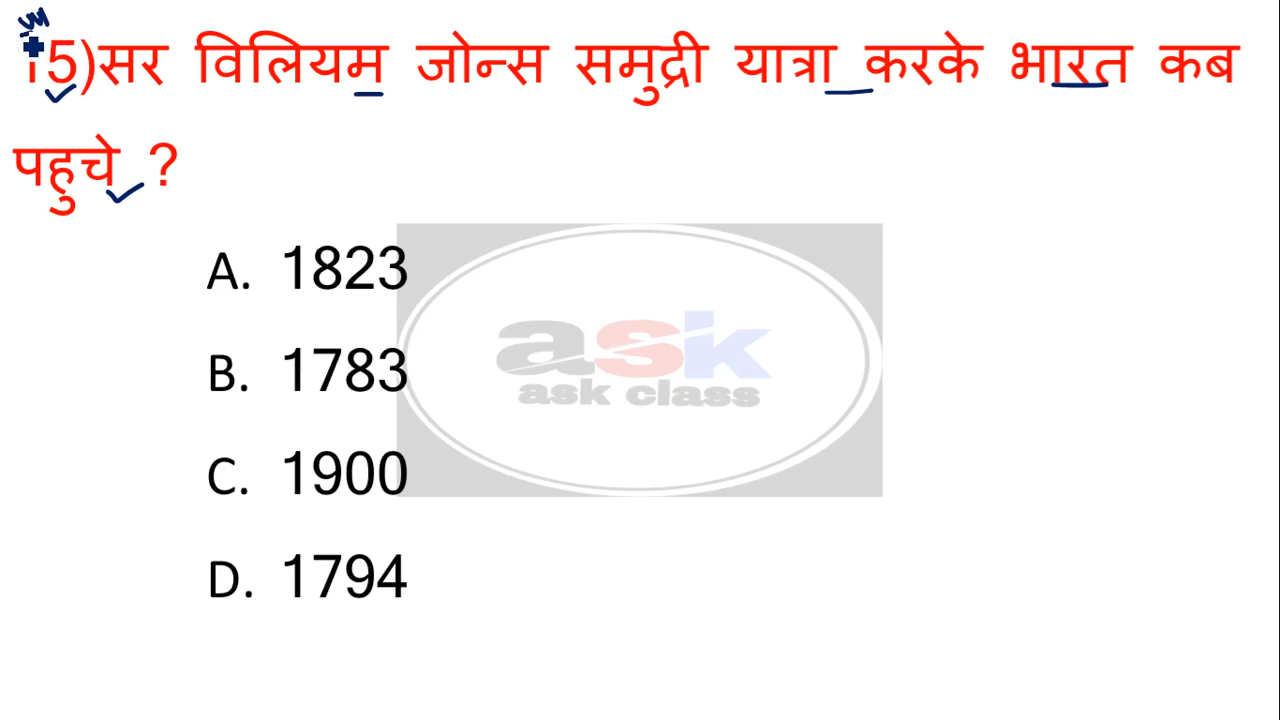 15)सर विलियम जोन्स समुद्री यात्रा करके भारत कब
पहुचे ?
A. 1823
B. 1783
C. 1900
D. 1794
ask
ask class